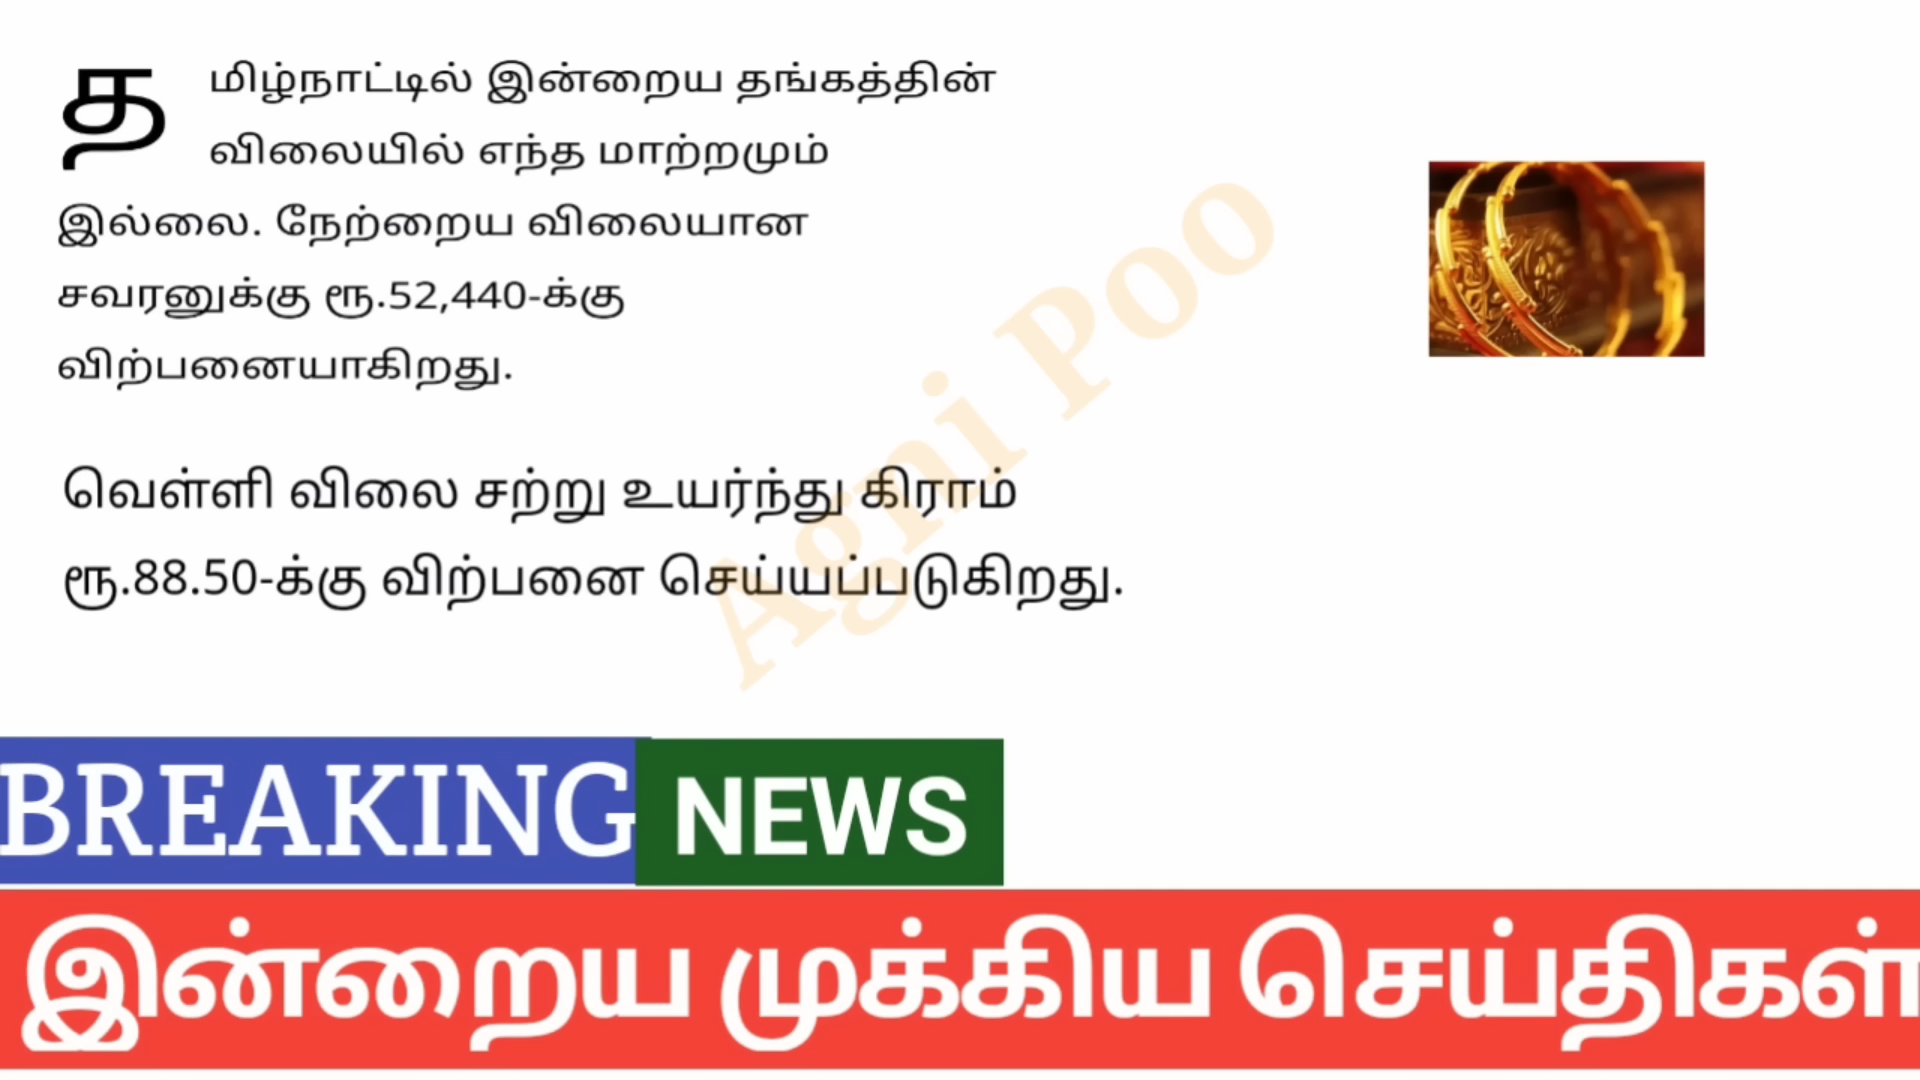 தமிழ்நாட்டில் இன்றைய தங்கத்தின்
விலையில் எந்த மாற்றமும்
இல்லை. நேற்றைய விலையான
சவரனுக்கு ரூ.52,440-க்கு
விற்பனையாகிறது.
வெள்ளி விலை சற்று உயர்ந்து கிராம்
ரூ.88.50-க்கு விற்பனை செய்யப்படுகிறது.
Agni Poo
BREAKING NEWS
இன்றைய முக்கிய செய்திகள்